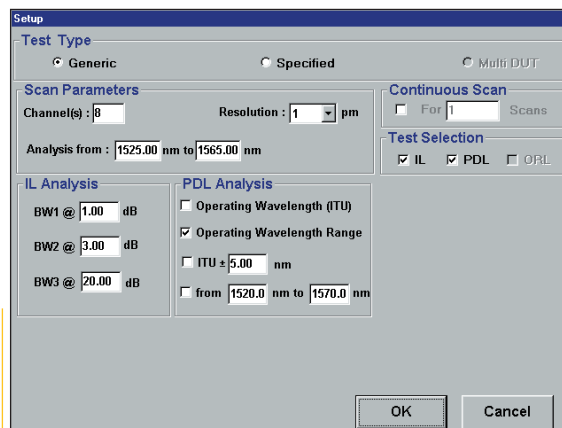 Setup
Test Type
Generic
Specified
Multi DUT
Scan Parameters
Channel(s) : 8
Resolution : 1 pm
Analysis from : 1525.00 nm to 1565.00 nm
Continuous Scan
For 1 Scans
Test Selection
IL PDL ORL
IL Analysis
BW1 @ 1.00 dB
BW2 @ 3.00 dB
BW3 @ 20.00 dB
PDL Analysis
Operating Wavelength (ITU)
Operating Wavelength Range
ITU ± 5.00 nm
from 1520.0 nm to 1570.0 nm
OK
Cancel